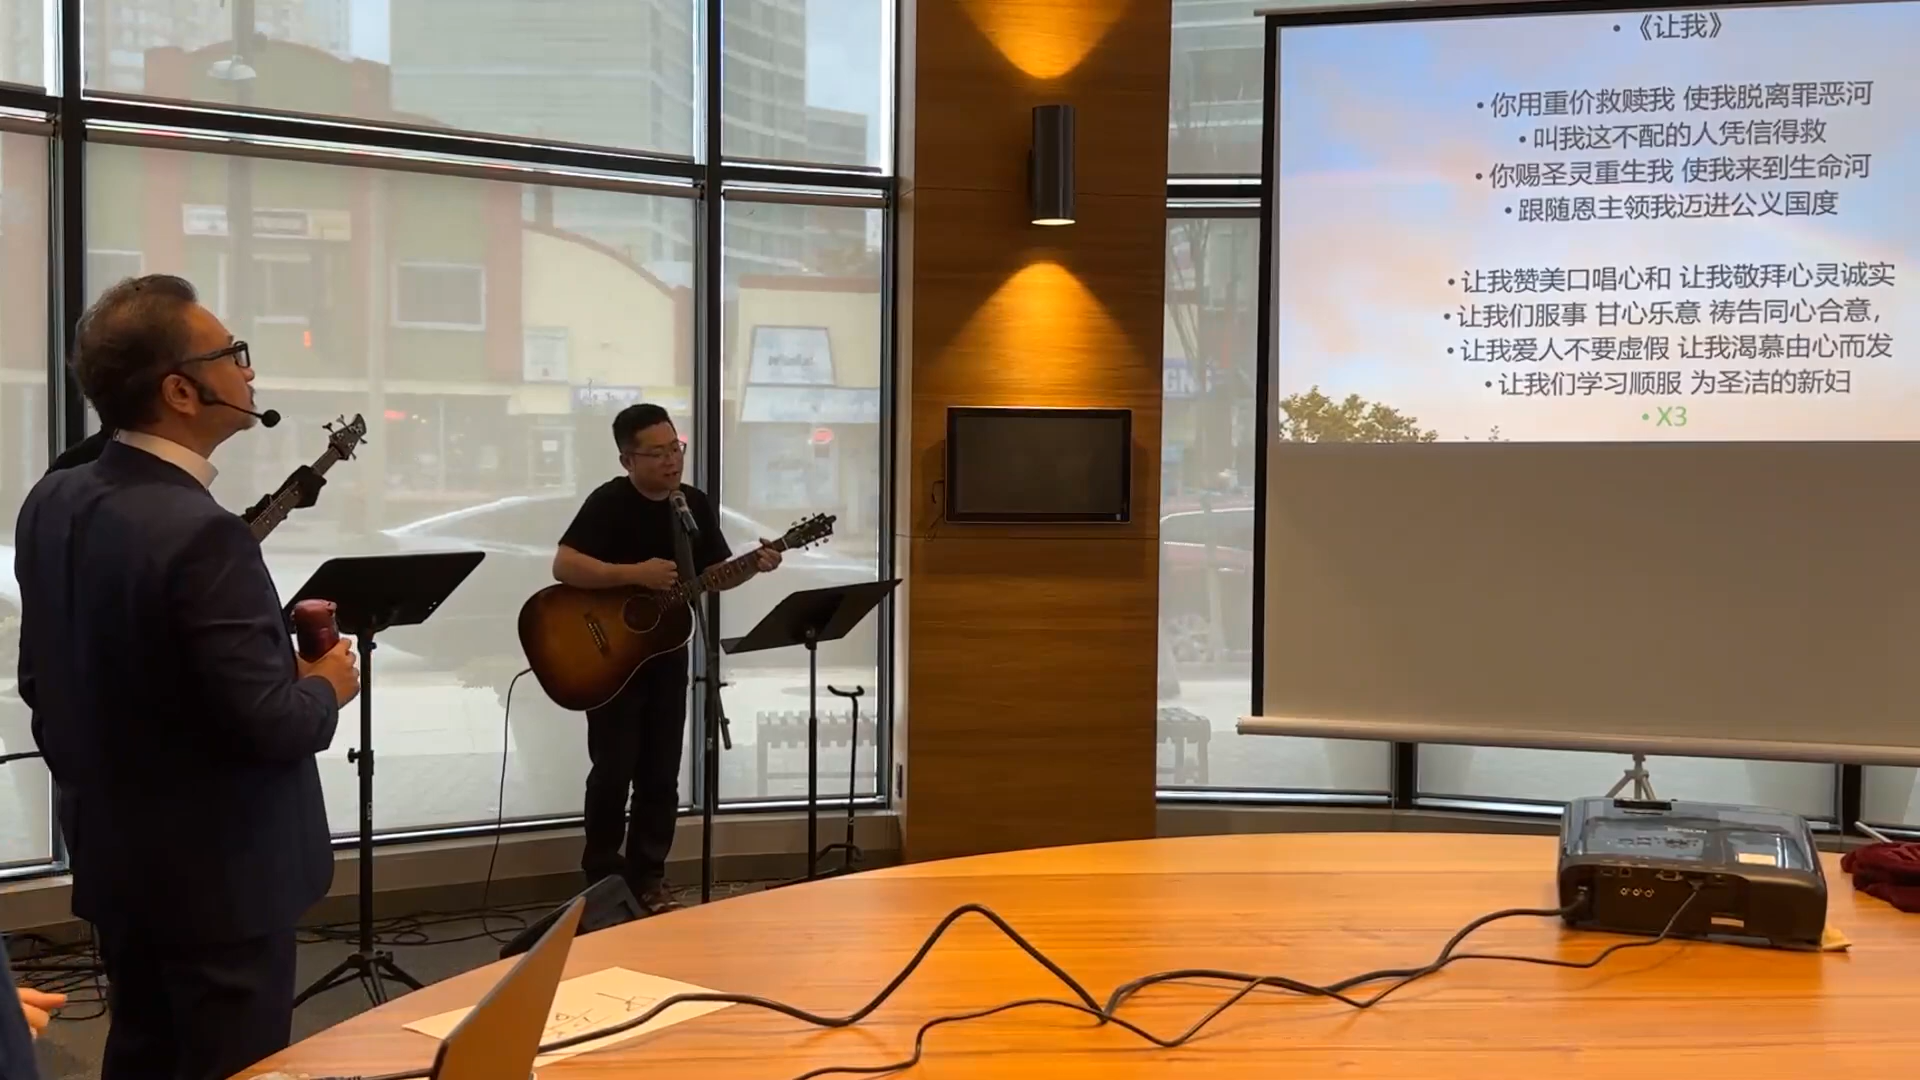 • 《让我》
• 你用重价救赎我 使我脱离罪恶河
• 叫我这不配的人凭信得救
• 你赐圣灵重生我 使我来到生命河
• 跟随恩主领我迈进公义国度
• 让我赞美口唱心和 让我敬拜心灵诚实
• 让我们服事 甘心乐意 祷告同心合意，
• 让我爱人不要虚假 让我渴慕由心而发
• 让我们学习顺服 为圣洁的新妇
• X3